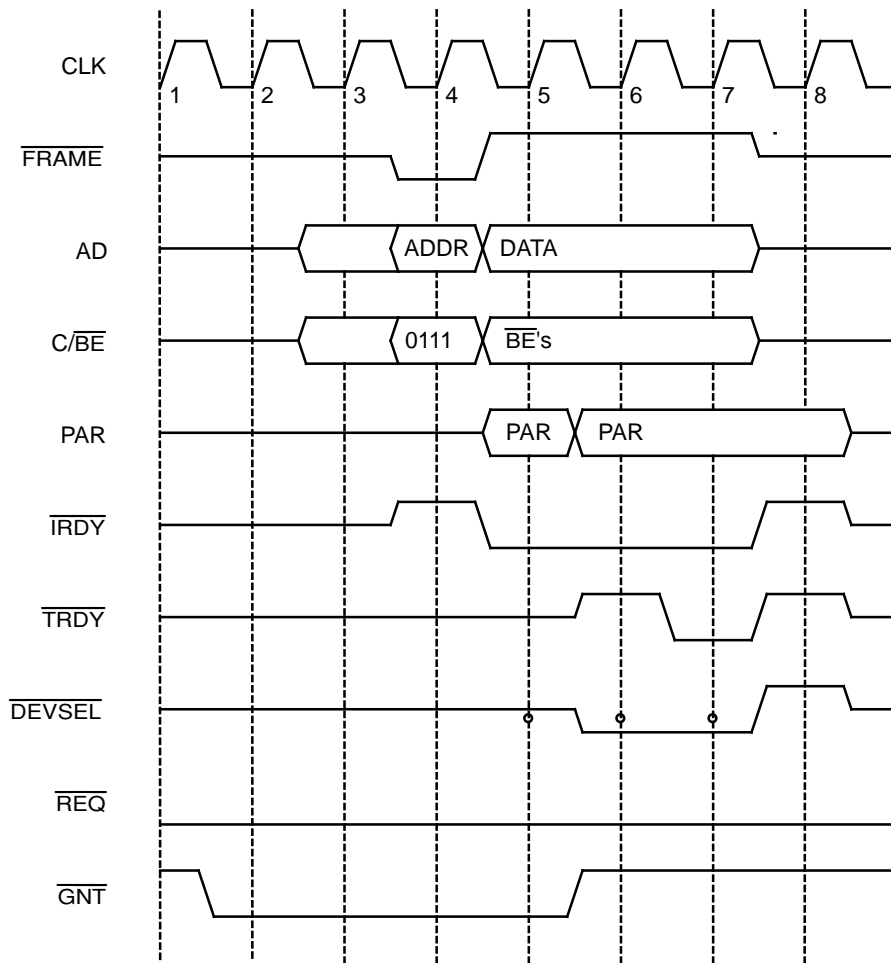 CLK
1 2 3 4 5 6 7 8
FRAME
AD
ADDR DATA
C/BE
0111 BE's
PAR
PAR PAR
IRDY
TRDY
DEVSEL
REQ
GNT